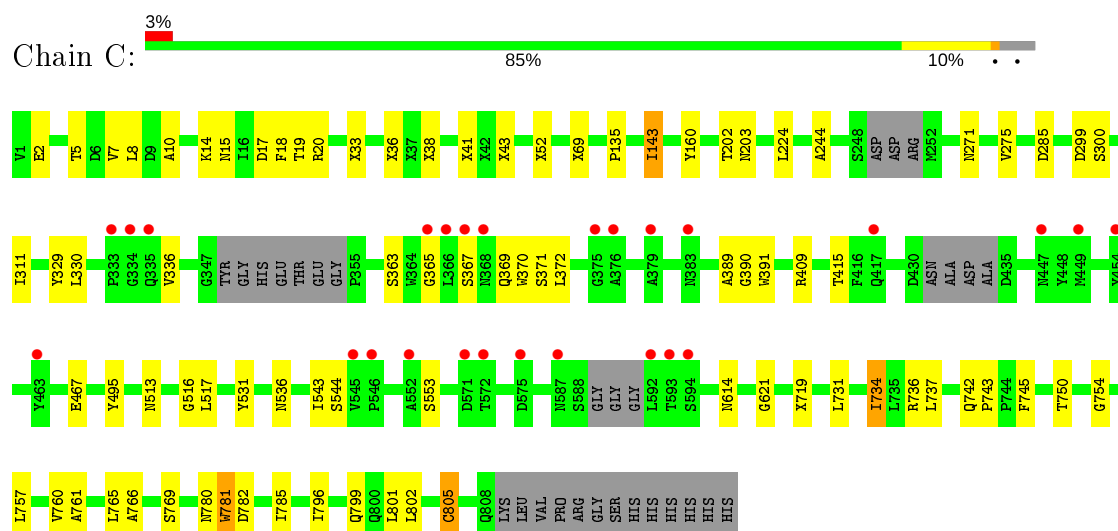 3%
Chain C:
85% 10% • •
V1 E2 T5 D6 V7 L8 D9 A10 K14 N15 I16 D17 F18 T19 R20 X33 X36 X37 X38 X41 X42 X43 X52 X69 P135 I143 Y160 T202 N203 L224 A244 S248 ASP ASP ARG M252 N271 V275 D285 D299 S300
I311 Y329 L330 P333 G334 Q335 V336 G347 TYR GLY HIS GLU THR GLU GLY P355 S363 W364 G365 L366 S367 N368 Q369 W370 S371 L372 G375 A376 A379 N383 A389 G390 W391 R409 T415 F416 Q417 D430 ASN ALA ASP ALA D435 N447 Y448 M449 Y454
Y463 E467 Y495 N513 G516 L517 Y531 N536 I543 S544 V545 P546 A552 S553 D571 T572 D575 N587 S588 GLY GLY GLY L592 T593 S594 N614 G621 X719 L731 I734 L735 R736 L737 Q742 P743 P744 F745 T750 G754
L757 V760 A761 L765 A766 S769 N780 W781 D782 I785 I796 Q799 Q800 L801 L802 C805 Q808 LYS LEU VAL PRO ARG GLY SER HIS HIS HIS HIS HIS HIS